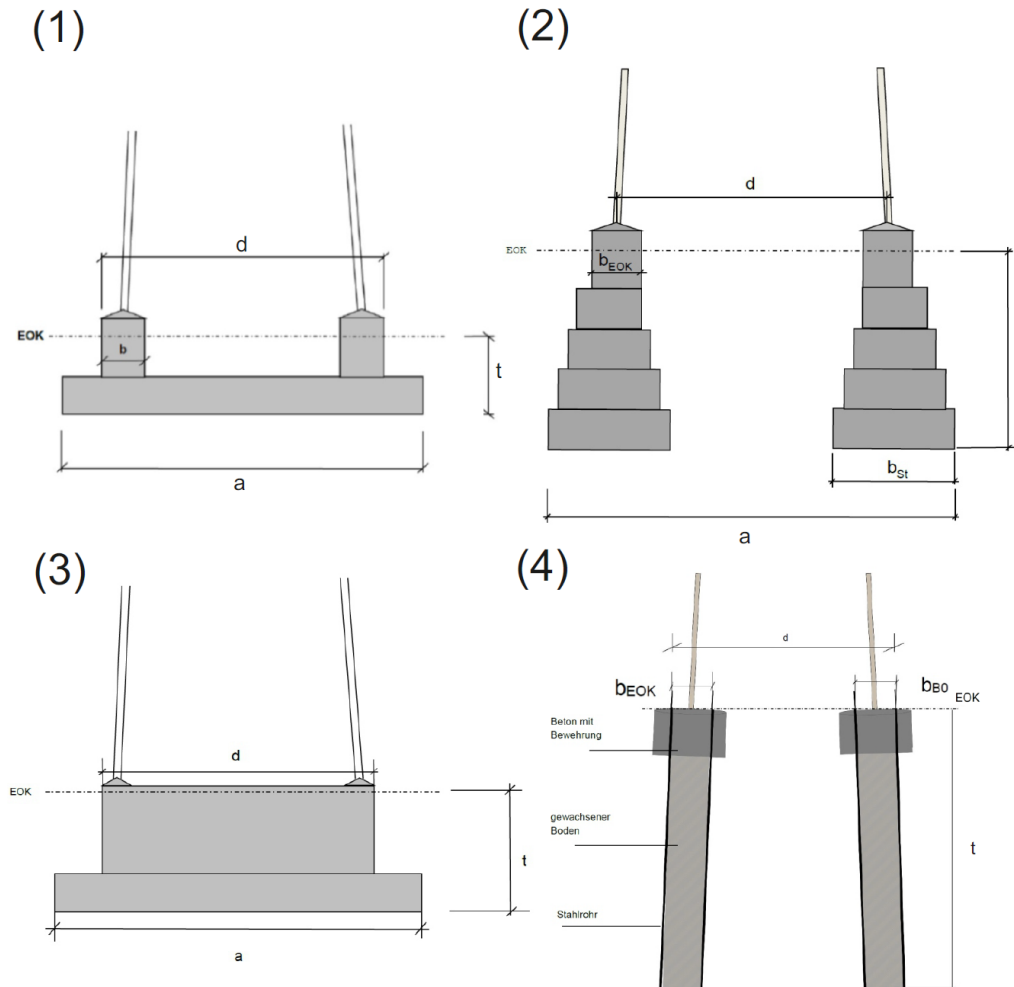 (1)
d
EOK
b
t
a
(2)
d
EOK
bEOK
bSt
a
(3)
d
EOK
t
a
(4)
d
bEOK
bB0 EOK
Beton mit
Bewehrung
gewachsener
Boden
t
Stahlrohr